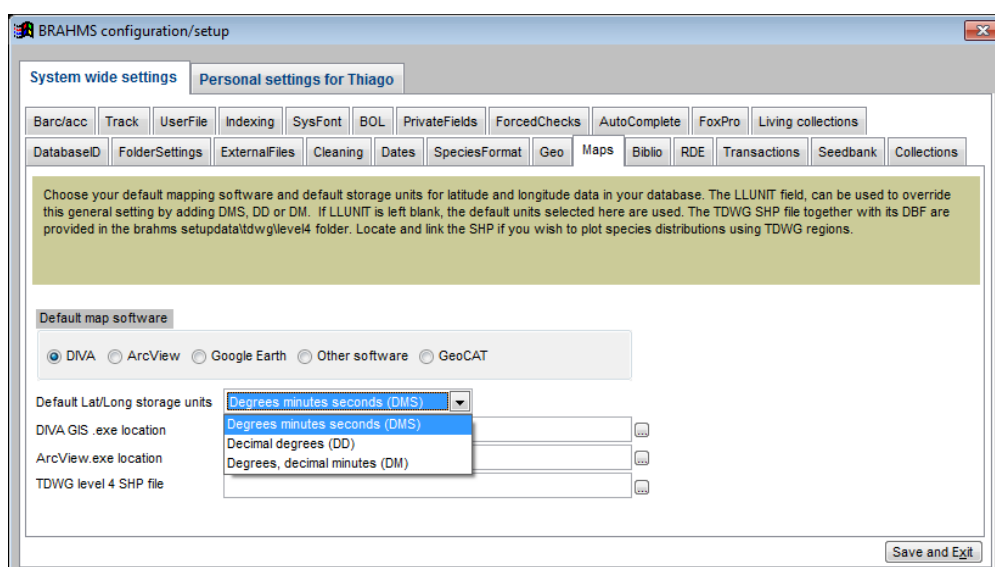 BRAHMS configuration/setup
System wide settings Personal settings for Thiago
Barc/acc Track UserFile Indexing SysFont BOL PrivateFields ForcedChecks AutoComplete FoxPro Living collections
DatabaseID FolderSettings ExternalFiles Cleaning Dates SpeciesFormat Geo Maps Biblio RDE Transactions Seedbank Collections
Choose your default mapping software and default storage units for latitude and longitude data in your database. The LLUNIT field, can be used to override
this general setting by adding DMS, DD or DM. If LLUNIT is left blank, the default units selected here are used. The TDWG SHP file together with its DBF are
provided in the brahms setupdata\tdwg\level4 folder. Locate and link the SHP if you wish to plot species distributions using TDWG regions.
Default map software
DIVA ArcView Google Earth Other software GeoCAT
Default Lat/Long storage units Degrees minutes seconds (DMS)
DIVA GIS .exe location Degrees minutes seconds (DMS) ...
Decimal degrees (DD)
ArcView.exe location Degrees, decimal minutes (DM) ...
TDWG level 4 SHP file ...
Save and Exit